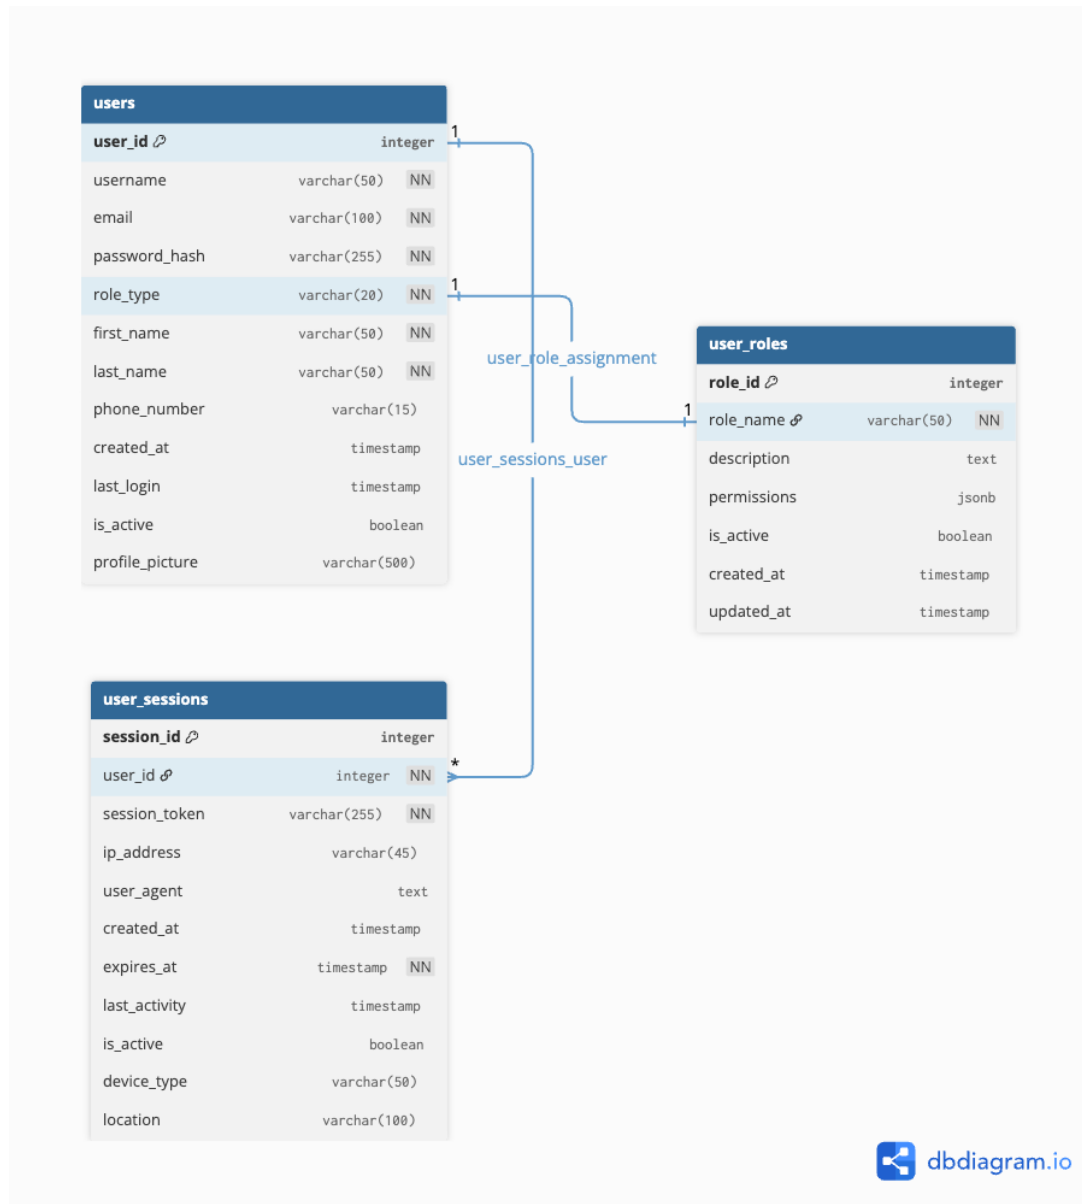 users
user_id integer
username varchar(50) NN
email varchar(100) NN
password_hash varchar(255) NN
role_type varchar(20) NN
first_name varchar(50) NN
last_name varchar(50) NN
phone_number varchar(15)
created_at timestamp
last_login timestamp
is_active boolean
profile_picture varchar(500)
1
1
user_role_assignment
1
user_sessions_user
*
user_roles
role_id integer
role_name varchar(50) NN
description text
permissions jsonb
is_active boolean
created_at timestamp
updated_at timestamp
user_sessions
session_id integer
user_id integer NN
session_token varchar(255) NN
ip_address varchar(45)
user_agent text
created_at timestamp
expires_at timestamp NN
last_activity timestamp
is_active boolean
device_type varchar(50)
location varchar(100)
dbdiagram.io